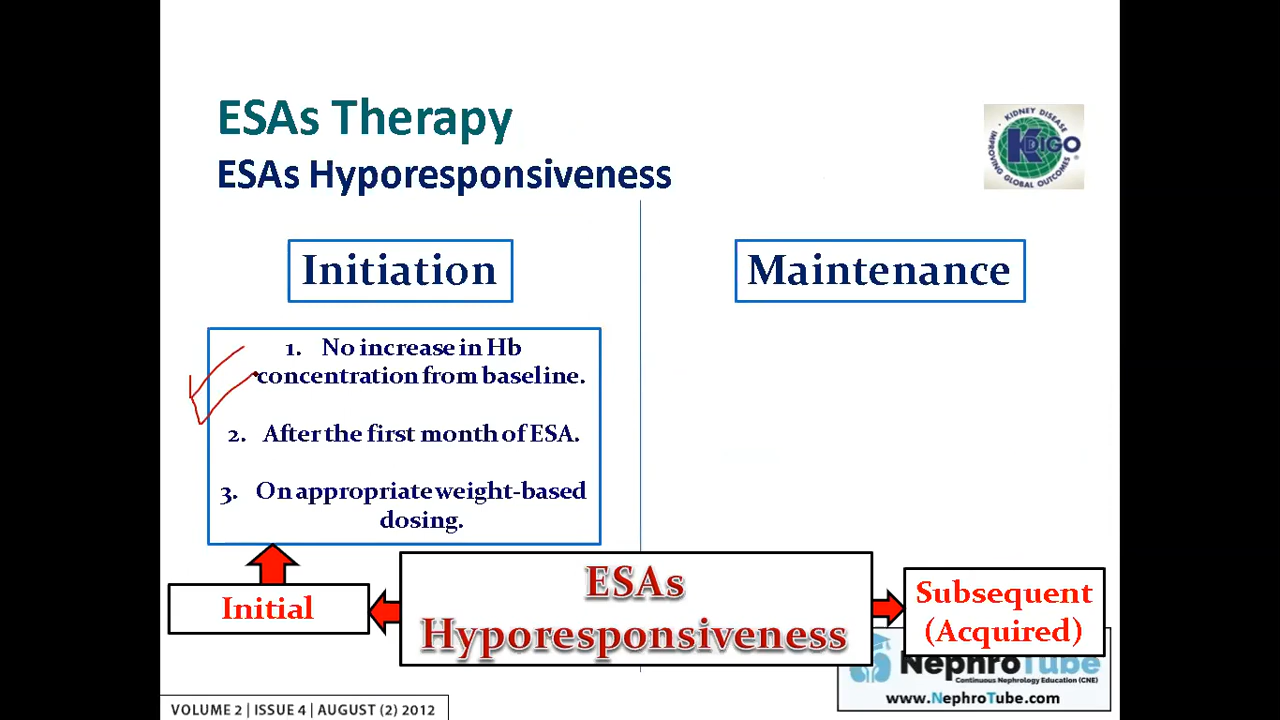 ESAs Therapy
ESAs Hyporesponsiveness
KIDNEY DISEASE
KDIGO
IMPROVING GLOBAL OUTCOMES
®
Initiation
Maintenance
1. No increase in Hb
concentration from baseline.
2. After the first month of ESA.
3. On appropriate weight-based
dosing.
Initial
ESAs
Hyporesponsiveness
Subsequent
(Acquired)
NephroTube
Continuous Nephrology Education (CNE)
www.NephroTube.com
VOLUME 2 | ISSUE 4 | AUGUST (2) 2012